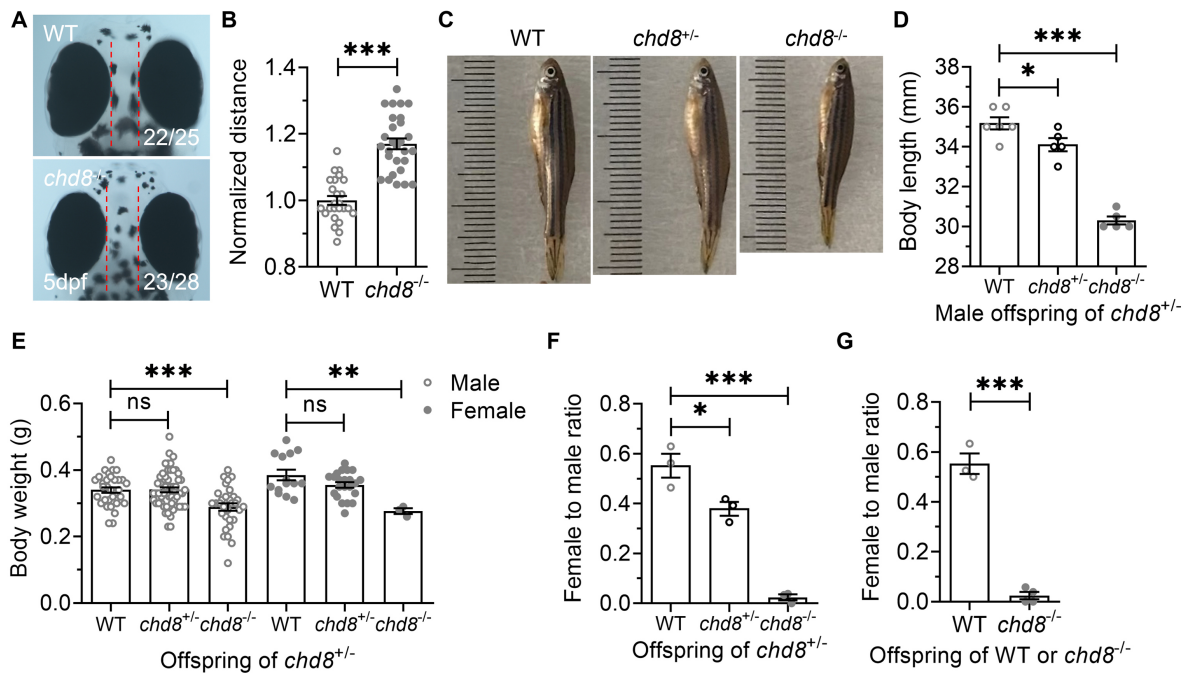 A
WT
22/25
chd8-/-
5dpf
23/28
B
***
Normalized distance
1.4
1.2
1.0
0.8
WT
chd8-/-
C
WT
chd8+/-
chd8-/-
D
***
*
Body length (mm)
40
38
36
34
32
30
28
WT
chd8+/-
chd8-/-
Male offspring of chd8+/-
E
***
ns
**
ns
Male
Female
Body weight (g)
0.6
0.4
0.2
0.0
WT
chd8+/-
chd8-/-
WT
chd8+/-
chd8-/-
Offspring of chd8+/-
F
***
*
Female to male ratio
0.8
0.6
0.4
0.2
0.0
WT
chd8+/-
chd8-/-
Offspring of chd8+/-
G
***
Female to male ratio
0.8
0.6
0.4
0.2
0.0
WT
chd8-/-
Offspring of WT or chd8-/-